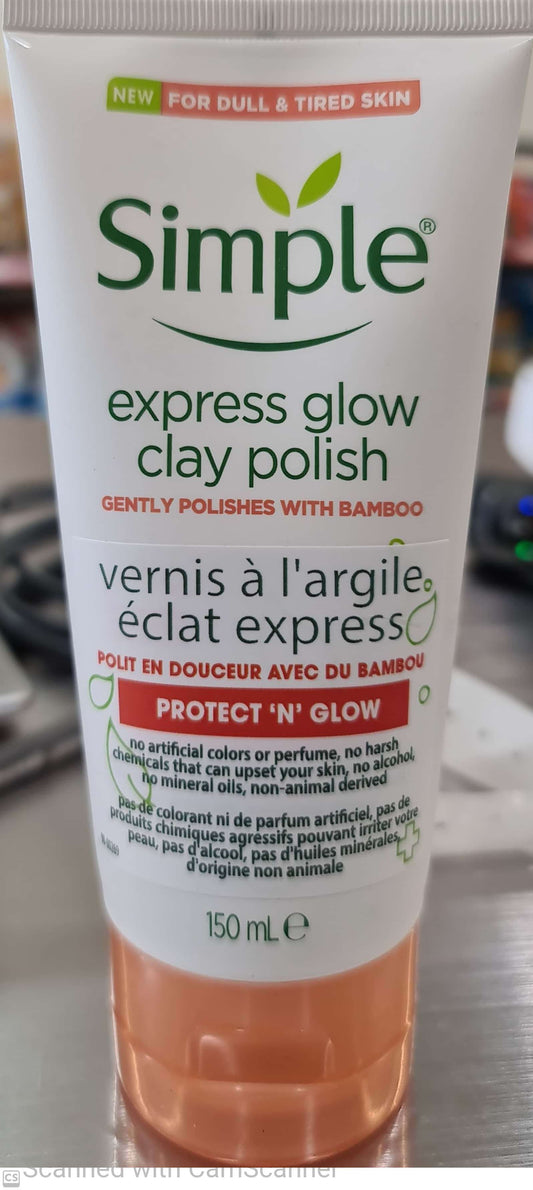 NEW FOR DULL & TIRED SKIN
Simple®
express glow
clay polish
GENTLY POLISHES WITH BAMBOO
vernis à l'argile
éclat express
POLIT EN DOUCEUR AVEC DU BAMBOU
PROTECT ‘N’ GLOW
no artificial colors or perfume, no harsh
chemicals that can upset your skin, no alcohol,
no mineral oils, non-animal derived
pas de colorant ni de parfum artificiel, pas de
produits chimiques agressifs pouvant irriter votre
peau, pas d'alcool, pas d'huiles minérales,
d'origine non animale
150 mL ℮
CS Scanned with CamScanner